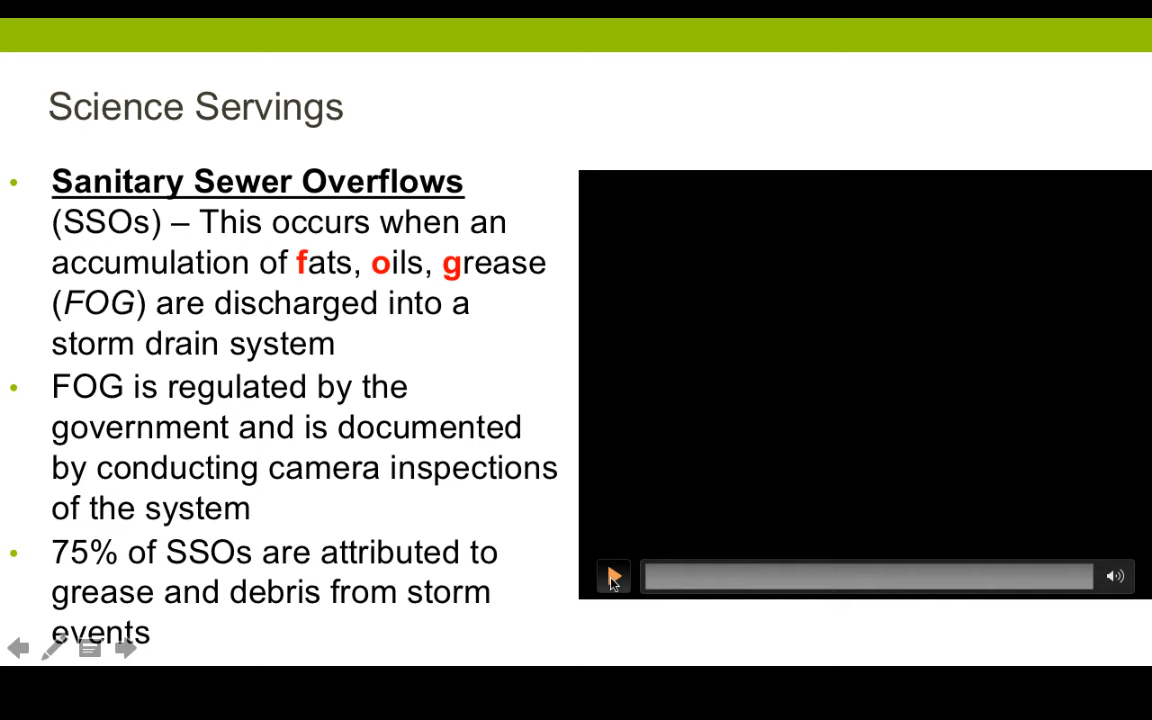 Science Servings
• Sanitary Sewer Overflows
(SSOs) – This occurs when an
accumulation of fats, oils, grease
(FOG) are discharged into a
storm drain system
• FOG is regulated by the
government and is documented
by conducting camera inspections
of the system
• 75% of SSOs are attributed to
grease and debris from storm
events